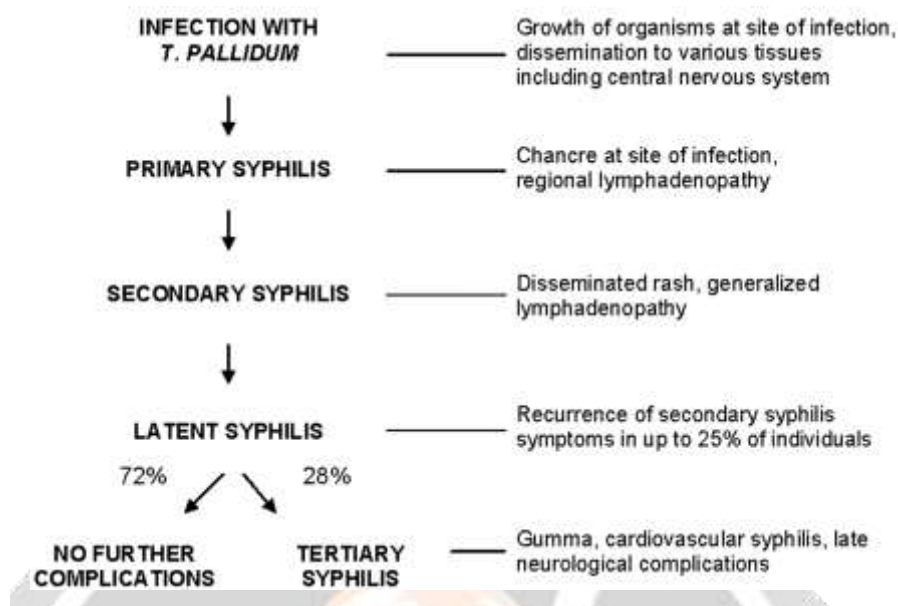 INFECTION WITH
T. PALLIDUM
Growth of organisms at site of infection,
dissemination to various tissues
including central nervous system
PRIMARY SYPHILIS
Chancre at site of infection,
regional lymphadenopathy
SECONDARY SYPHILIS
Disseminated rash, generalized
lymphadenopathy
LATENT SYPHILIS
Recurrence of secondary syphilis
symptoms in up to 25% of individuals
72%
28%
NO FURTHER
COMPLICATIONS
TERTIARY
SYPHILIS
Gumma, cardiovascular syphilis, late
neurological complications